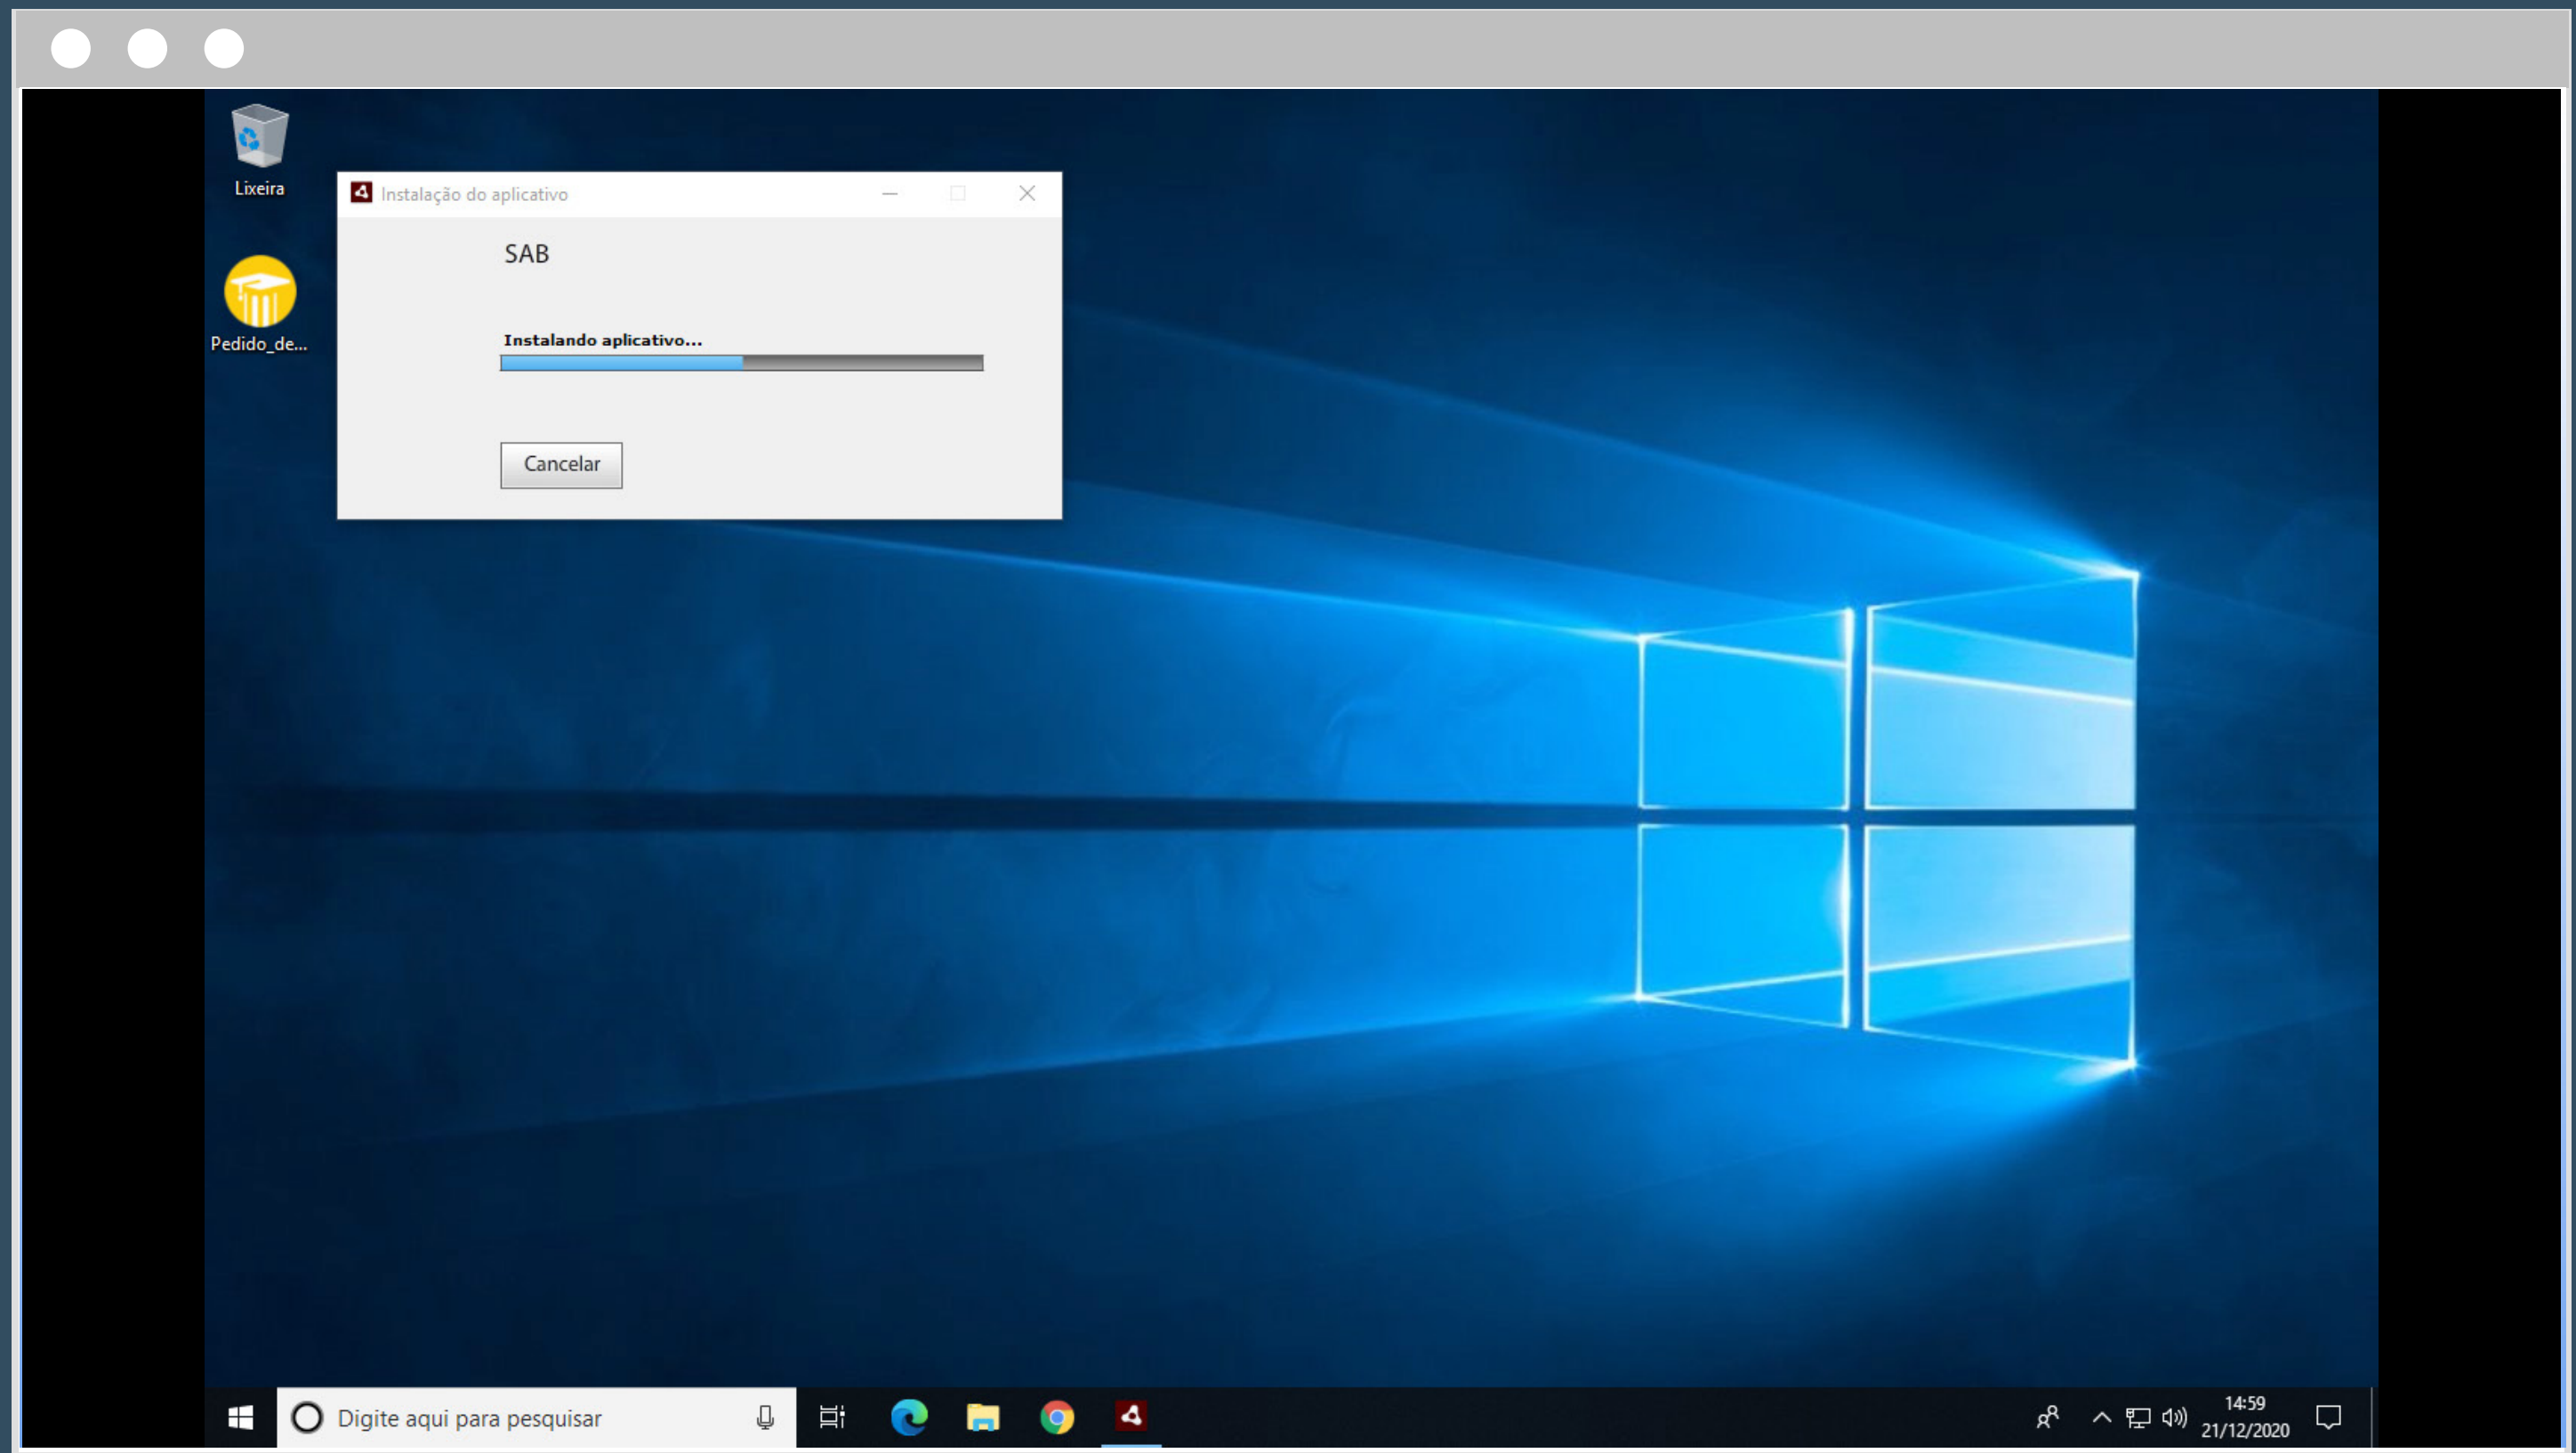 Lixeira
Pedido_de...
Instalação do aplicativo
SAB
Instalando aplicativo...
Cancelar
Digite aqui para pesquisar
14:59
21/12/2020